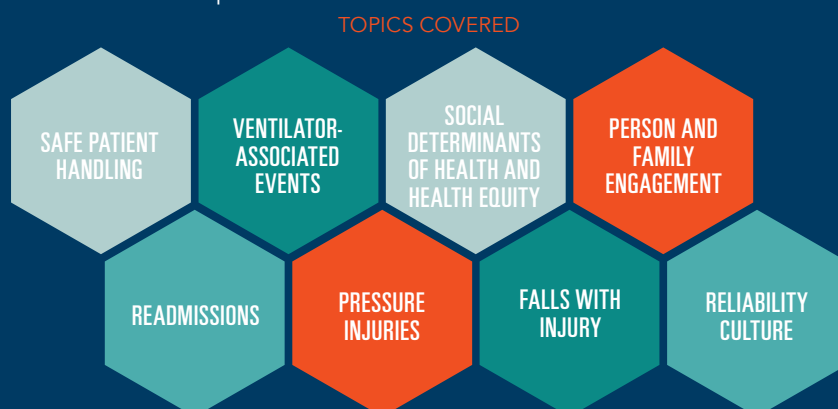 TOPICS COVERED
SAFE PATIENT
HANDLING
VENTILATOR-
ASSOCIATED
EVENTS
SOCIAL
DETERMINANTS
OF HEALTH AND
HEALTH EQUITY
PERSON AND
FAMILY
ENGAGEMENT
READMISSIONS
PRESSURE
INJURIES
FALLS WITH
INJURY
RELIABILITY
CULTURE